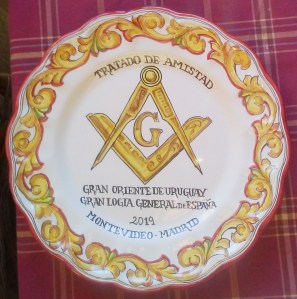 TRATADO DE AMISTAD
G
GRAN ORIENTE DE URUGUAY
GRAN LOGIA GENERAL DE ESPAÑA
2019
MONTEVIDEO - MADRID